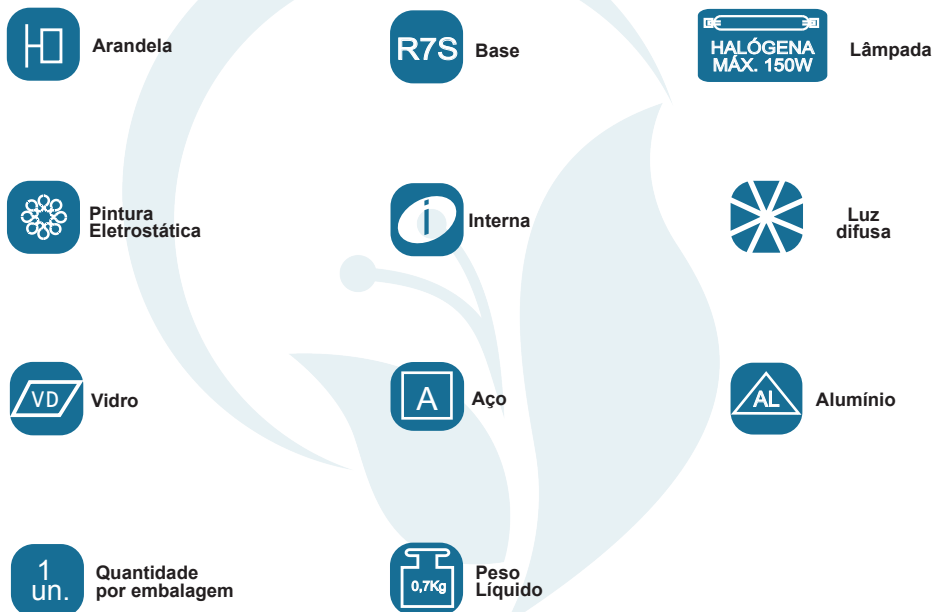 Arandela
R7S
Base
HALÓGENA
MÁX. 150W
Lâmpada
Pintura
Eletrostática
i
Interna
Luz
difusa
VD
Vidro
A
Aço
AL
Alumínio
1
un.
Quantidade
por embalagem
0,7Kg
Peso
Líquido